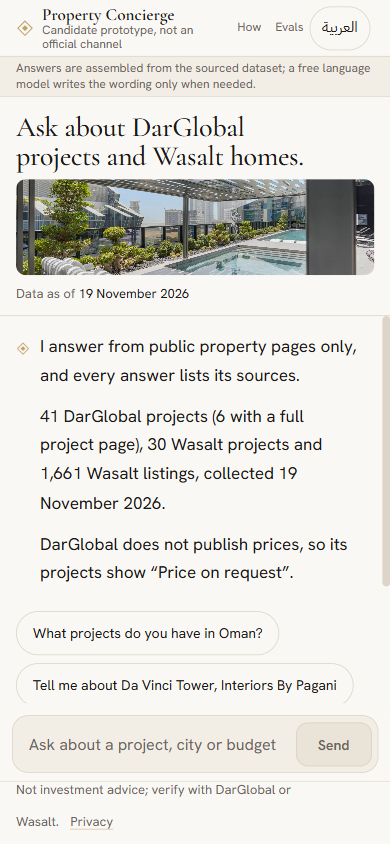 Property Concierge
Candidate prototype, not an
official channel
How
Evals
العربية
Answers are assembled from the sourced dataset; a free language
model writes the wording only when needed.
Ask about DarGlobal
projects and Wasalt homes.
Data as of 19 November 2026
I answer from public property pages only,
and every answer lists its sources.
41 DarGlobal projects (6 with a full
project page), 30 Wasalt projects and
1,661 Wasalt listings, collected 19
November 2026.
DarGlobal does not publish prices, so its
projects show “Price on request”.
What projects do you have in Oman?
Tell me about Da Vinci Tower, Interiors By Pagani
Ask about a project, city or budget
Send
Not investment advice; verify with DarGlobal or
Wasalt. Privacy